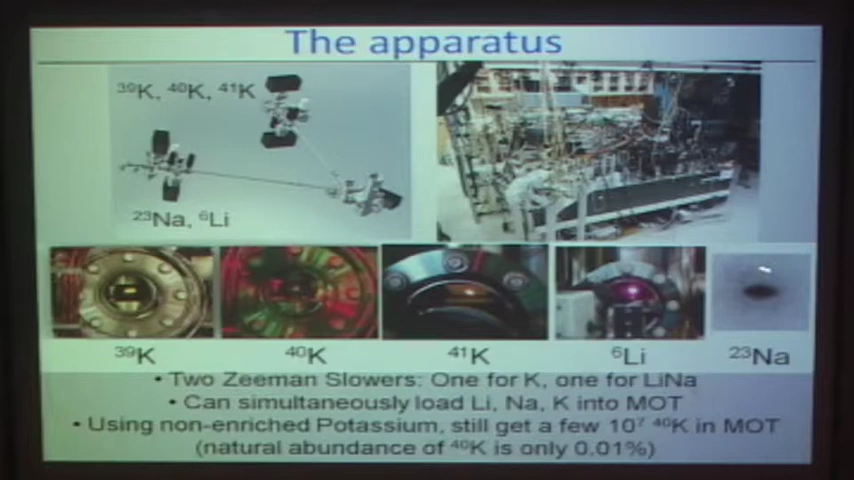 The apparatus
³⁹K, ⁴⁰K, ⁴¹K
²³Na, ⁶Li
³⁹K ⁴⁰K ⁴¹K ⁶Li ²³Na
• Two Zeeman Slowers: One for K, one for LiNa
• Can simultaneously load Li, Na, K into MOT
• Using non-enriched Potassium, still get a few 10⁷ ⁴⁰K in MOT
(natural abundance of ⁴⁰K is only 0.01%)